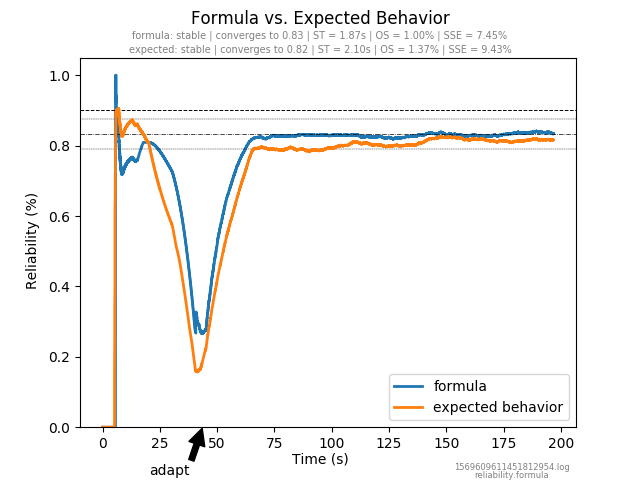 Formula vs. Expected Behavior
formula: stable | converges to 0.83 | ST = 1.87s | OS = 1.00% | SSE = 7.45%
expected: stable | converges to 0.82 | ST = 2.10s | OS = 1.37% | SSE = 9.43%
1.0
0.8
0.6
0.4
0.2
0.0
Reliability (%)
formula
expected behavior
0 25 50 75 100 125 150 175 200
Time (s)
adapt
1569609611451812954.log
reliability.formula